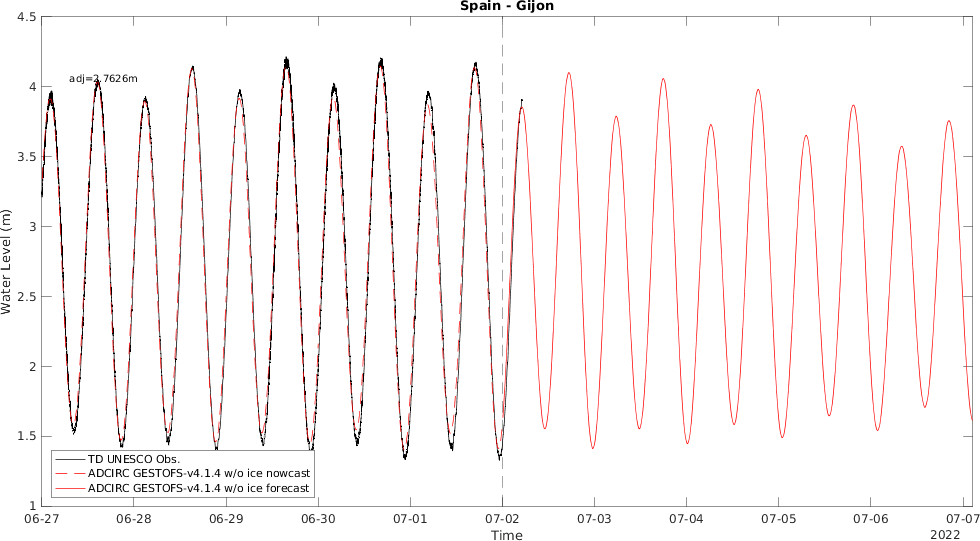 Spain - Gijon
4.5
adj=2.7626m
4
3.5
3
2.5
2
1.5
1
Water Level (m)
TD UNESCO Obs.
ADCIRC GESTOFS-v4.1.4 w/o ice nowcast
ADCIRC GESTOFS-v4.1.4 w/o ice forecast
06-27 06-28 06-29 06-30 07-01 07-02 07-03 07-04 07-05 07-06 07-07
Time
2022